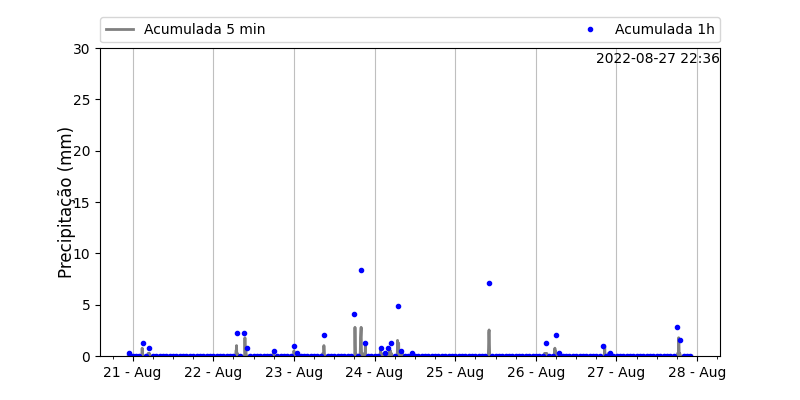 Acumulada 5 min
Acumulada 1h
2022-08-27 22:36
Precipitação (mm)
30
25
20
15
10
5
0
21 - Aug
22 - Aug
23 - Aug
24 - Aug
25 - Aug
26 - Aug
27 - Aug
28 - Aug